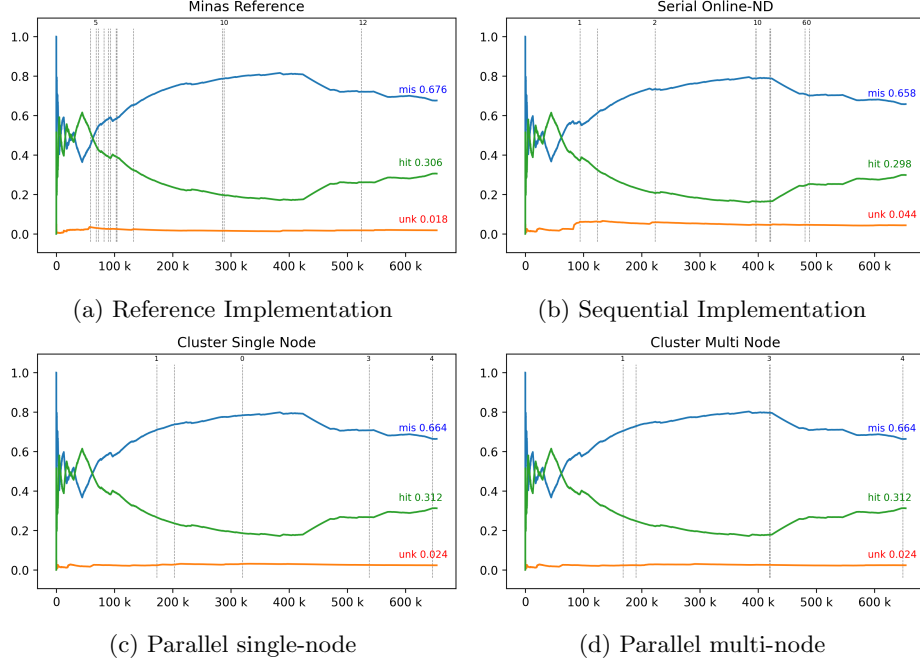 Minas Reference
5 10 12
1.0
0.8
0.6
0.4
0.2
0.0
mis 0.676
hit 0.306
unk 0.018
0 100 k 200 k 300 k 400 k 500 k 600 k
(a) Reference Implementation
Serial Online-ND
1 2 10 60
1.0
0.8
0.6
0.4
0.2
0.0
mis 0.658
hit 0.298
unk 0.044
0 100 k 200 k 300 k 400 k 500 k 600 k
(b) Sequential Implementation
Cluster Single Node
1 0 3 4
1.0
0.8
0.6
0.4
0.2
0.0
mis 0.664
hit 0.312
unk 0.024
0 100 k 200 k 300 k 400 k 500 k 600 k
(c) Parallel single-node
Cluster Multi Node
1 3 4
1.0
0.8
0.6
0.4
0.2
0.0
mis 0.664
hit 0.312
unk 0.024
0 100 k 200 k 300 k 400 k 500 k 600 k
(d) Parallel multi-node